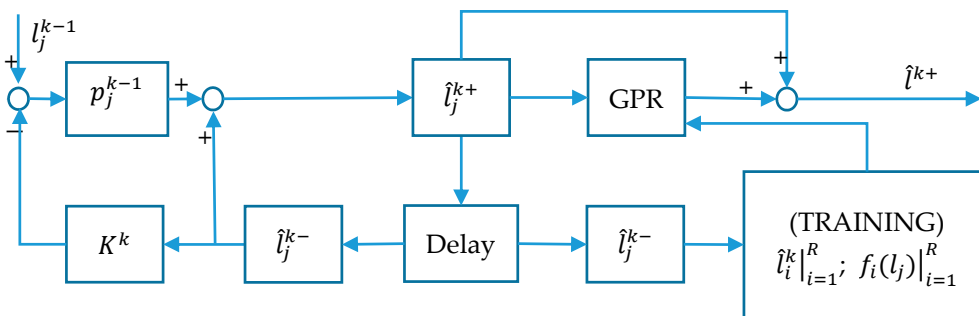 l_j^{k−1}
+
p_j^{k−1}
+
−
+
l̂_j^{k+}
GPR
+
+
l̂^{k+}
K^k
l̂_j^{k−}
Delay
l̂_j^{k−}
(TRAINING)
l̂_i^k|_{i=1}^R; f_i(l_j)|_{i=1}^R